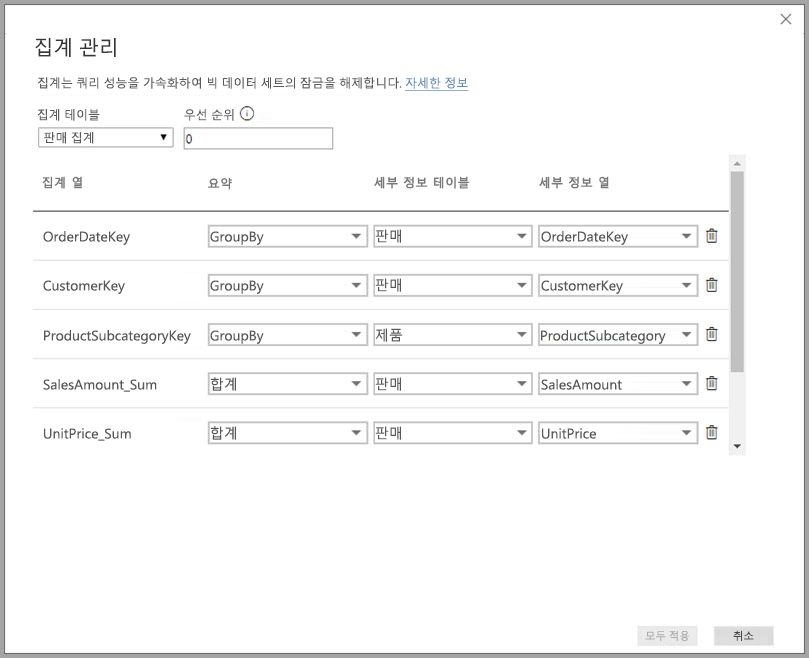 집계 관리
집계는 쿼리 성능을 가속화하여 빅 데이터 세트의 잠금을 해제합니다. 자세한 정보
집계 테이블 우선 순위
판매 집계 0
집계 열 요약 세부 정보 테이블 세부 정보 열
OrderDateKey GroupBy 판매 OrderDateKey
CustomerKey GroupBy 판매 CustomerKey
ProductSubcategoryKey GroupBy 제품 ProductSubcategory
SalesAmount_Sum 합계 판매 SalesAmount
UnitPrice_Sum 합계 판매 UnitPrice
모두 적용 취소